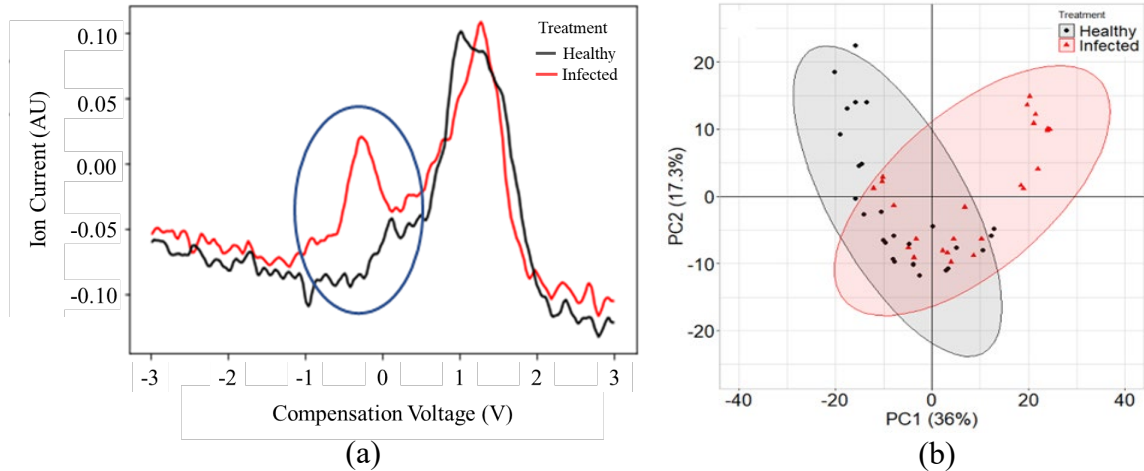 Treatment
Healthy
Infected
Ion Current (AU)
0.10
0.05
0.00
-0.05
-0.10
-3 -2 -1 0 1 2 3
Compensation Voltage (V)
(a)
Treatment
Healthy
Infected
PC2 (17.3%)
20
10
0
-10
-20
-40 -20 0 20 40
PC1 (36%)
(b)